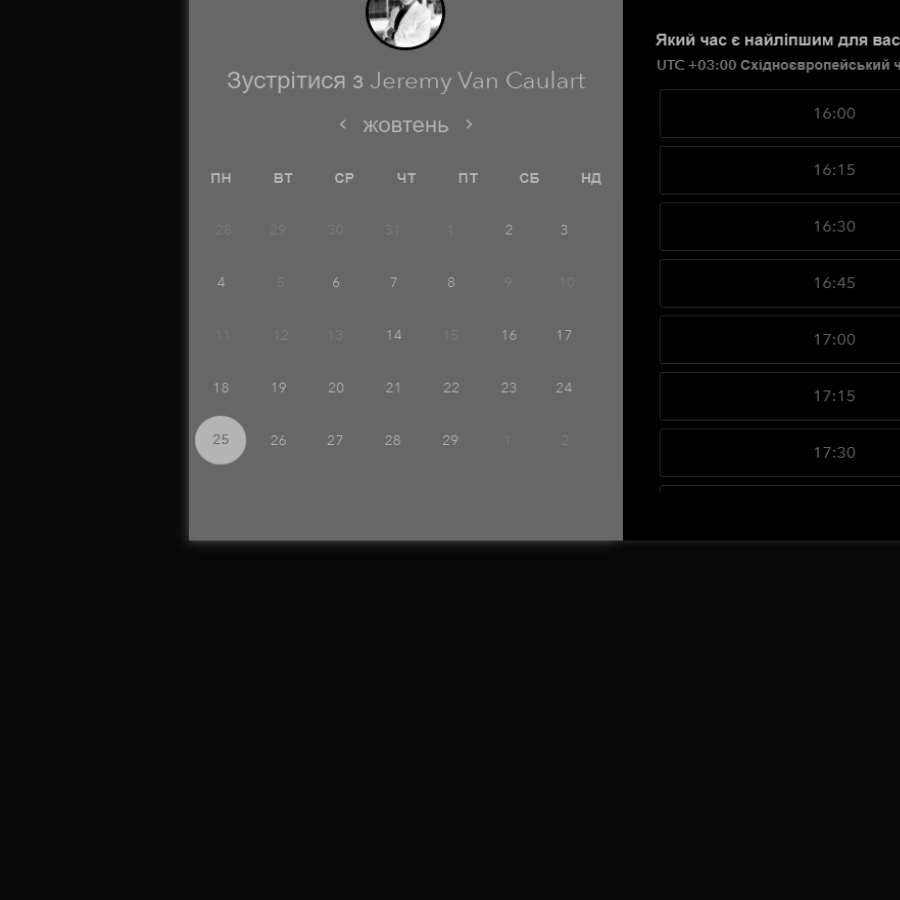 Зустрітися з Jeremy Van Caulart
жовтень
ПН ВТ СР ЧТ ПТ СБ НД
28 29 30 31 1 2 3
4 5 6 7 8 9 10
11 12 13 14 15 16 17
18 19 20 21 22 23 24
25 26 27 28 29 1 2
Який час є найліпшим для вас
UTC +03:00 Східноєвропейський
16:00
16:15
16:30
16:45
17:00
17:15
17:30